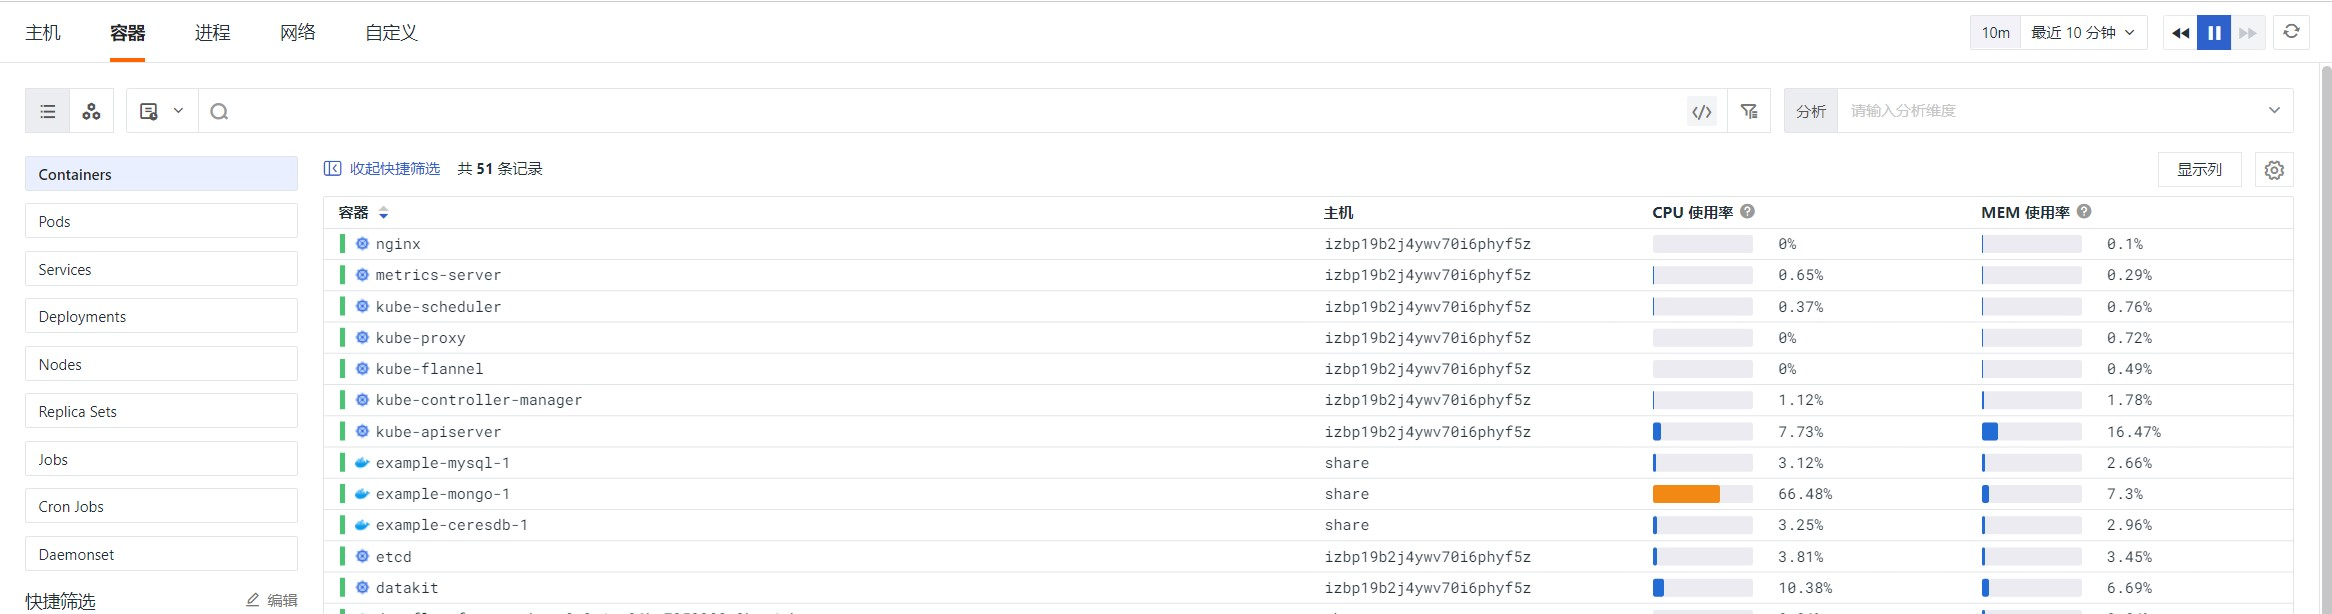 主机 容器 进程 网络 自定义 10m 最近 10 分钟
</> 分析 请输入分析维度
Containers
Pods
Services
Deployments
Nodes
Replica Sets
Jobs
Cron Jobs
Daemonset
快捷筛选 编辑
收起快捷筛选 共 51 条记录 显示列
容器 主机 CPU 使用率 MEM 使用率
nginx izbp19b2j4ywv70i6phyf5z 0% 0.1%
metrics-server izbp19b2j4ywv70i6phyf5z 0.65% 0.29%
kube-scheduler izbp19b2j4ywv70i6phyf5z 0.37% 0.76%
kube-proxy izbp19b2j4ywv70i6phyf5z 0% 0.72%
kube-flannel izbp19b2j4ywv70i6phyf5z 0% 0.49%
kube-controller-manager izbp19b2j4ywv70i6phyf5z 1.12% 1.78%
kube-apiserver izbp19b2j4ywv70i6phyf5z 7.73% 16.47%
example-mysql-1 share 3.12% 2.66%
example-mongo-1 share 66.48% 7.3%
example-ceresdb-1 share 3.25% 2.96%
etcd izbp19b2j4ywv70i6phyf5z 3.81% 3.45%
datakit izbp19b2j4ywv70i6phyf5z 10.38% 6.69%